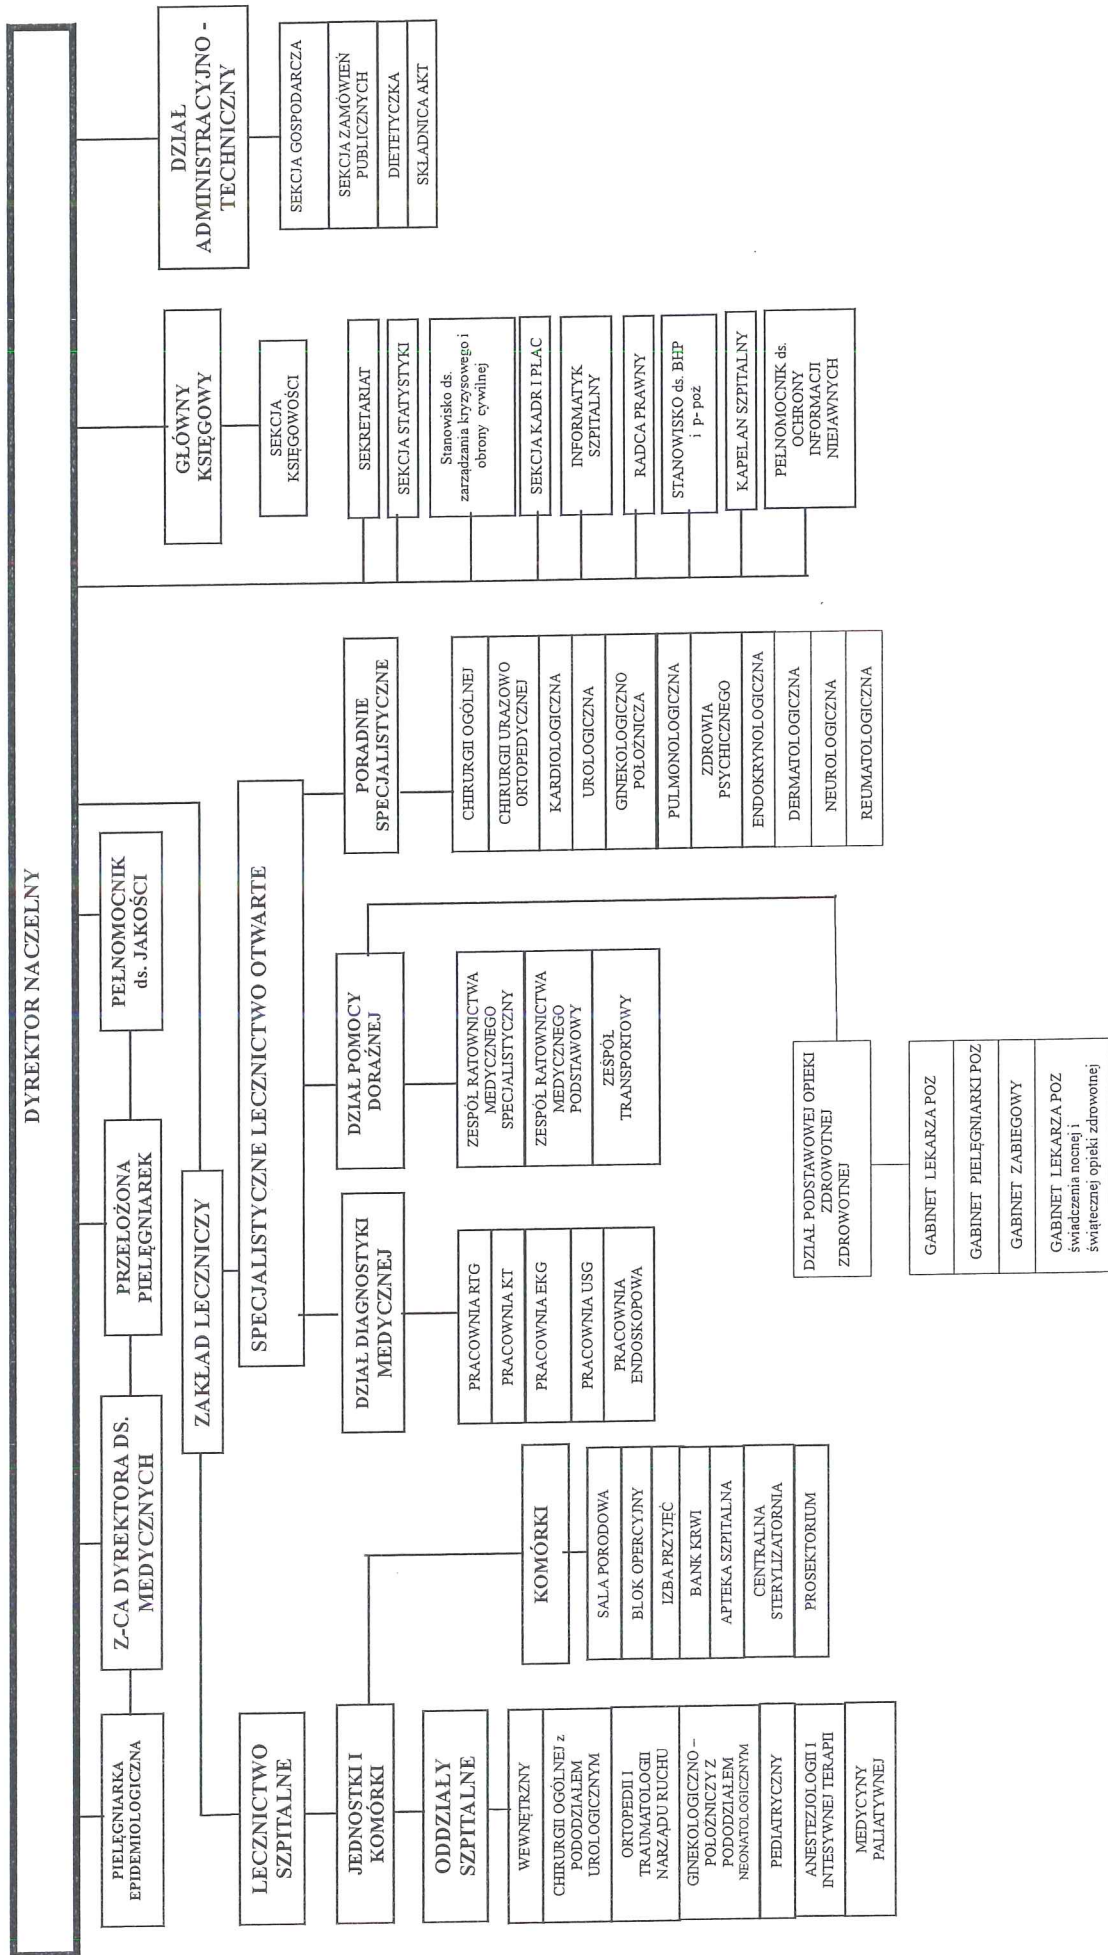 DYREKTOR NACZELNY
PIELĘGNIARKA
EPIDEMIOLOGICZNA
Z-CA DYREKTORA DS.
MEDYCZNYCH
PRZEŁOŻONA
PIELĘGNIAREK
PEŁNOMOCNIK
ds. JAKOŚCI
ZAKŁAD LECZNICZY
LECZNICTWO
SZPITALNE
JEDNOSTKI I
KOMÓRKI
ODDZIAŁY
SZPITALNE
WEWNĘTRZNY
CHIRURGII OGÓLNEJ z
PODODZIAŁEM
UROLOGICZNYM
ORTOPEDII I
TRAUMATOLOGII
NARZĄDU RUCHU
GINEKOLOGICZNO –
POŁOŻNICZY Z
PODODZIAŁEM
NEONATOLOGICZNYM
PEDIATRYCZNY
ANESTEZJOLOGII I
INTESYWNEJ TERAPII
MEDYCYNY
PALIATYWNEJ
KOMÓRKI
SALA PORODOWA
BLOK OPERCYJNY
IZBA PRZYJĘĆ
BANK KRWI
APTEKA SZPITALNA
CENTRALNA
STERYLIZATORNIA
PROSEKTORIUM
SPECJALISTYCZNE LECZNICTWO OTWARTE
DZIAŁ DIAGNOSTYKI
MEDYCZNEJ
PRACOWNIA RTG
PRACOWNIA KT
PRACOWNIA EKG
PRACOWNIA USG
PRACOWNIA
ENDOSKOPOWA
DZIAŁ POMOCY
DORAŹNEJ
ZESPÓŁ RATOWNICTWA
MEDYCZNEGO
SPECJALISTYCZNY
ZESPÓŁ RATOWNICTWA
MEDYCZNEGO
PODSTAWOWY
ZESPÓŁ
TRANSPORTOWY
DZIAŁ PODSTAWOWEJ OPIEKI
ZDROWOTNEJ
ZDROWOTNEJ
GABINET LEKARZA POZ
GABINET PIELĘGNIARKI POZ
GABINET ZABIEGOWY
GABINET LEKARZA POZ
świadczenia nocnej i
świątecznej opieki zdrowotnej
PORADNIE
SPECJALISTYCZNE
CHIRURGII OGÓLNEJ
CHIRURGII URAZOWO
ORTOPEDYCZNEJ
KARDIOLOGICZNA
UROLOGICZNA
GINEKOLOGICZNO
POŁOŻNICZA
PULMONOLOGICZNA
ZDROWIA
PSYCHICZNEGO
ENDOKRYNOLOGICZNA
DERMATOLOGICZNA
NEUROLOGICZNA
REUMATOLOGICZNA
GŁÓWNY
KSIĘGOWY
SEKCJA
KSIĘGOWOŚCI
SEKRETARIAT
SEKCJA STATYSTYKI
Stanowisko ds.
zarządzania kryzysowego i
obrony cywilnej
SEKCJA KADR I PŁAC
INFORMATYK
SZPITALNY
RADCA PRAWNY
STANOWISKO ds. BHP
i p- poż
KAPELAN SZPITALNY
PEŁNOMOCNIK ds.
OCHRONY
INFORMACJI
NIEJAWNYCH
DZIAŁ
ADMINISTRACYJNO -
TECHNICZNY
SEKCJA GOSPODARCZA
SEKCJA ZAMÓWIEŃ
PUBLICZNYCH
DIETETYCZKA
SKŁADNICA AKT